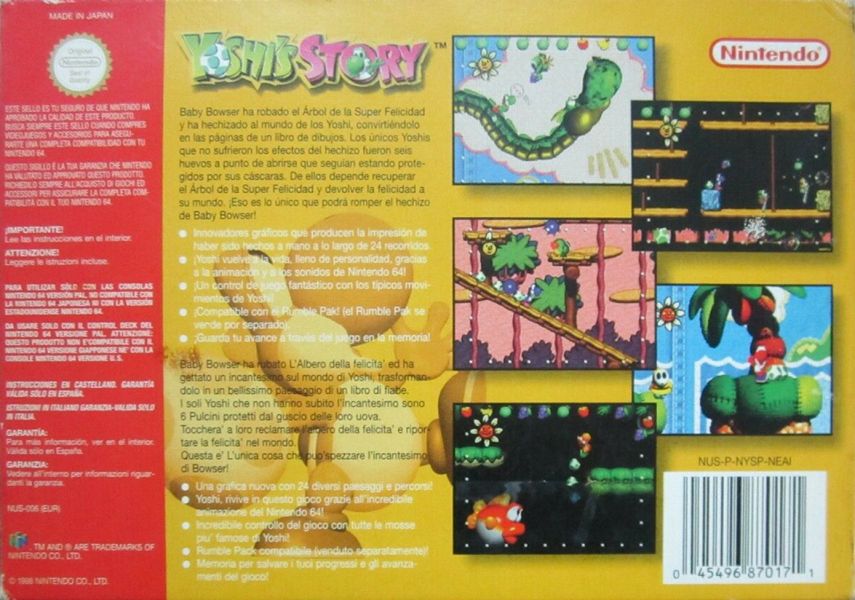 MADE IN JAPAN
Original
Nintendo
Seal of
Quality
ESTE SELLO ES TU SEGURO DE QUE NINTENDO HA
APROBADO LA CALIDAD DE ESTE PRODUCTO.
BUSCA SIEMPRE ESTE SELLO CUANDO COMPRES
VIDEOJUEGOS Y ACCESORIOS PARA ASEGU-
RARTE UNA COMPLETA COMPATIBILIDAD CON TU
NINTENDO 64.
QUESTO SIGILLO E' LA TUA GARANZIA CHE NINTENDO
HA VALUTATO ED APPROVATO QUESTO PRODOTTO.
RICHIEDILO SEMPRE ALL'ACQUISTO DI GIOCHI ED
ACCESSORI PER ASSICURARE LA COMPLETA COM-
PATIBILITÀ CON IL TUO NINTENDO 64.
¡IMPORTANTE!
Lee las instrucciones en el interior.
ATTENZIONE!
Leggere le istruzioni incluse.
PARA UTILIZAR SÓLO CON LAS CONSOLAS
NINTENDO 64 VERSIÓN PAL, NO COMPATIBLE CON
LA NINTENDO 64 JAPONESA NI CON LA VERSIÓN
ESTADOUNIDENSE NINTENDO 64.
DA USARE SOLO CON IL CONTROL DECK DEL
NINTENDO 64 VERSIONE PAL, ATTENZIONE:
QUESTO PRODOTTO NON E'COMPATIBILE CON IL
NINTENDO 64 VERSIONE GIAPPONESE NE' CON LA
NINTENDO 64 VERSIONE U.S.
INSTRUCCIONES EN CASTELLANO. GARANTÍA
VÁLIDA SÓLO EN ESPAÑA.
ISTRUZIONI IN ITALIANO GARANZIA-VALIDA SOLO
IN ITALIA.
GARANTÍA:
Para más información, ver en el interior.
Válida sólo en España.
GARANZIA:
Vedere all'interno per informazioni riguar-
danti la garanzia.
NUS-006 (EUR)
, TM AND ® ARE TRADEMARKS OF
NINTENDO CO., LTD.
© 1998 NINTENDO CO., LTD.
YOSHI'S STORY™
Baby Bowser ha robado el Árbol de la Super Felicidad
y ha hechizado al mundo de los Yoshi, convirtiéndolo
en las páginas de un libro de dibujos. Los únicos Yoshis
que no sufrieron los efectos del hechizo fueron seis
huevos a punto de abrirse que seguían estando prote-
gidos por sus cáscaras. De ellos depende recuperar
el Árbol de la Super Felicidad y devolver la felicidad a
su mundo. ¡Eso es lo único que podrá romper el hechizo
de Baby Bowser!
Innovadores gráficos que producen la impresión de
haber sido hechos a mano a lo largo de 24 recorridos.
¡Yoshi vuelve a la vida, lleno de personalidad, gracias
a la animación y a los sonidos de Nintendo 64!
¡Un control de juego fantástico con los típicos movi-
mientos de Yoshi!
¡Compatible con el Rumble Pak! (el Rumble Pak se
vende por separado).
¡Guarda tu avance a través del juego en la memoria!
Baby Bowser ha rubato L'Albero della felicita' ed ha
gettato un incantesimo sul mondo di Yoshi, trasforman-
dolo in un bellissimo paesaggio di un libro di fiabe.
I soli Yoshi che non hanno subito l'incantesimo sono
6 Pulcini protetti dal guscio delle loro uova.
Tocchera' a loro reclamare l'albero della felicita' e ripor-
tare la felicita' nel mondo.
Questa e' L'unica cosa che puo'spezzare l'incantesimo
di Bowser!
Una grafica nuova con 24 diversi paesaggi e percorsi!
Yoshi, rivive in questo gioco grazie all'incredibile
animazione del Nintendo 64!
Incredibile controllo del gioco con tutte le mosse
piu' famose di Yoshi!
Rumble Pack compatibile (venduto separatamente)!
Memoria per salvare i tuoi progressi e gli avanza-
menti del gioco!
Nintendo®
NUS-P-NYSP-NEAI
0 45496 87017 1